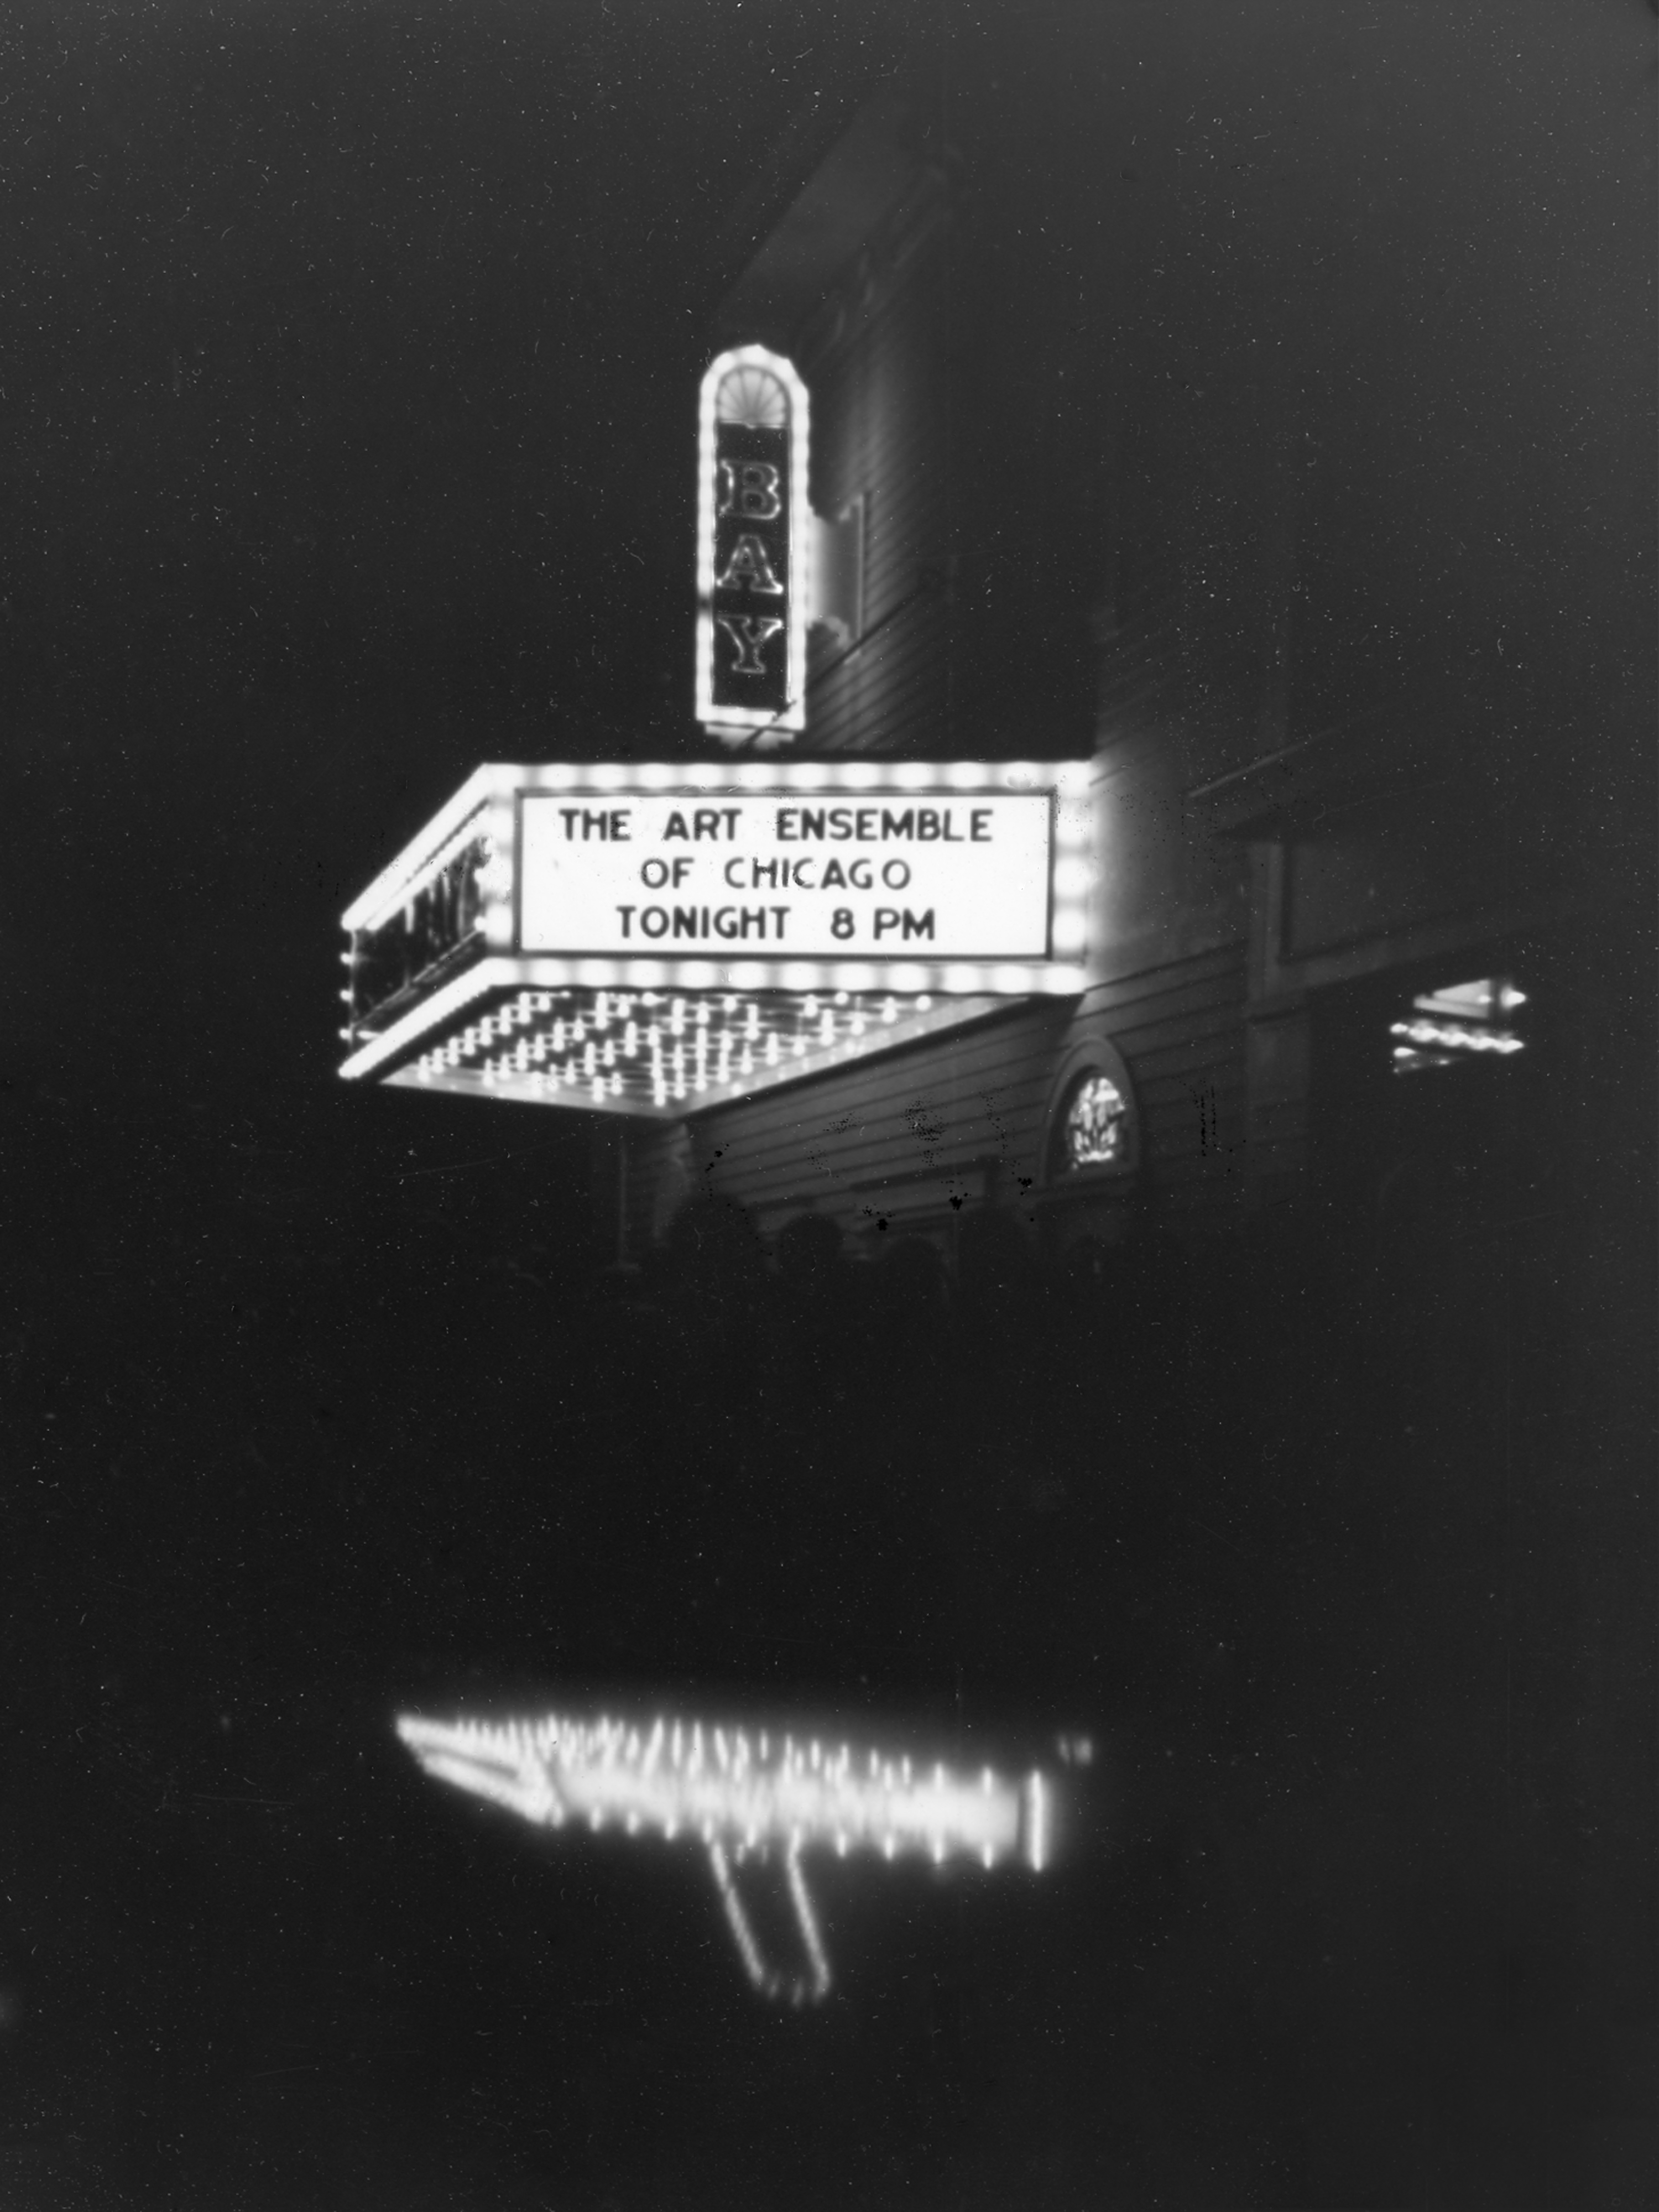 BAY
THE ART ENSEMBLE
OF CHICAGO
TONIGHT 8 PM